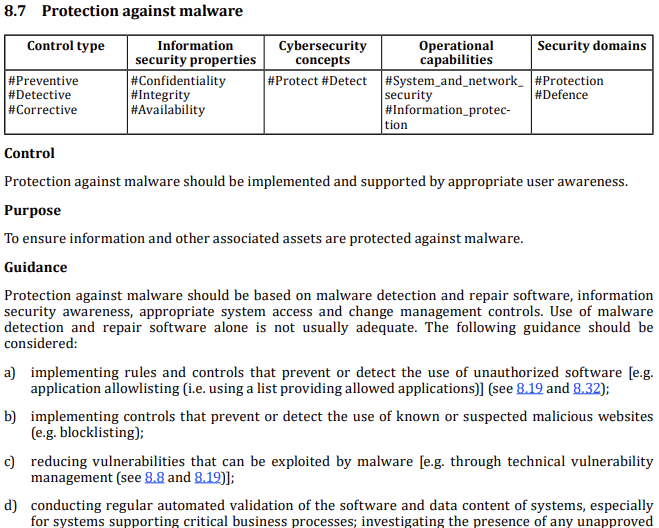 8.7 Protection against malware
Control type
Information security properties
Cybersecurity concepts
Operational capabilities
Security domains
#Preventive
#Detective
#Corrective
#Confidentiality
#Integrity
#Availability
#Protect #Detect
#System_and_network_
security
#Information_protec-
tion
#Protection
#Defence
Control
Protection against malware should be implemented and supported by appropriate user awareness.
Purpose
To ensure information and other associated assets are protected against malware.
Guidance
Protection against malware should be based on malware detection and repair software, information
security awareness, appropriate system access and change management controls. Use of malware
detection and repair software alone is not usually adequate. The following guidance should be
considered:
a) implementing rules and controls that prevent or detect the use of unauthorized software [e.g.
application allowlisting (i.e. using a list providing allowed applications)] (see 8.19 and 8.32);
b) implementing controls that prevent or detect the use of known or suspected malicious websites
(e.g. blocklisting);
c) reducing vulnerabilities that can be exploited by malware [e.g. through technical vulnerability
management (see 8.8 and 8.19)];
d) conducting regular automated validation of the software and data content of systems, especially
for systems supporting critical business processes; investigating the presence of any unapproved